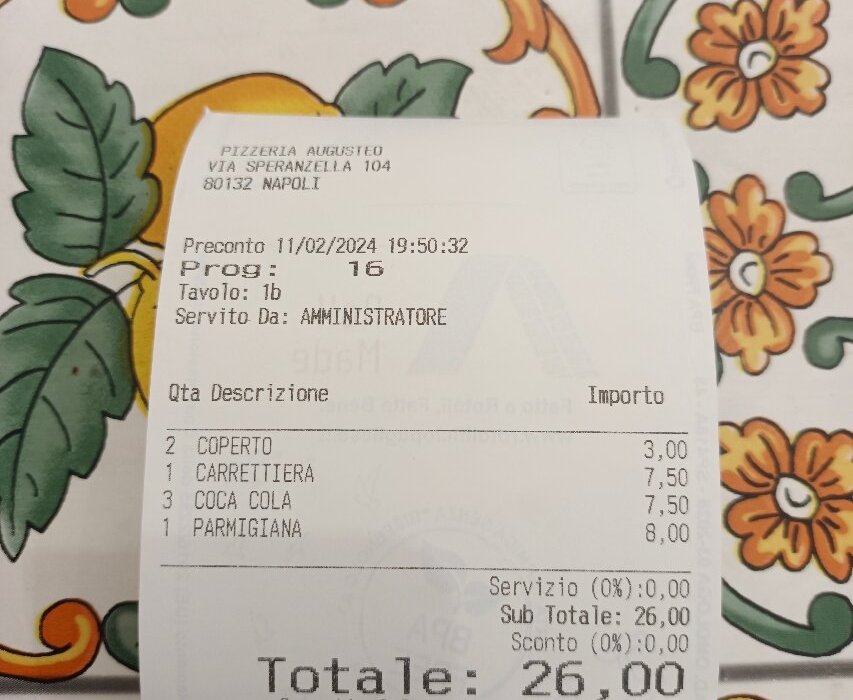 PIZZERIA AUGUSTEO
VIA SPERANZELLA 104
80132 NAPOLI
Preconto 11/02/2024 19:50:32
Prog: 16
Tavolo: 1b
Servito Da: AMMINISTRATORE
Qta Descrizione Importo
2 COPERTO 3,00
1 CARRETTIERA 7,50
3 COCA COLA 7,50
1 PARMIGIANA 8,00
Servizio (0%):0,00
Sub Totale: 26,00
Sconto (0%):0,00
Totale: 26,00